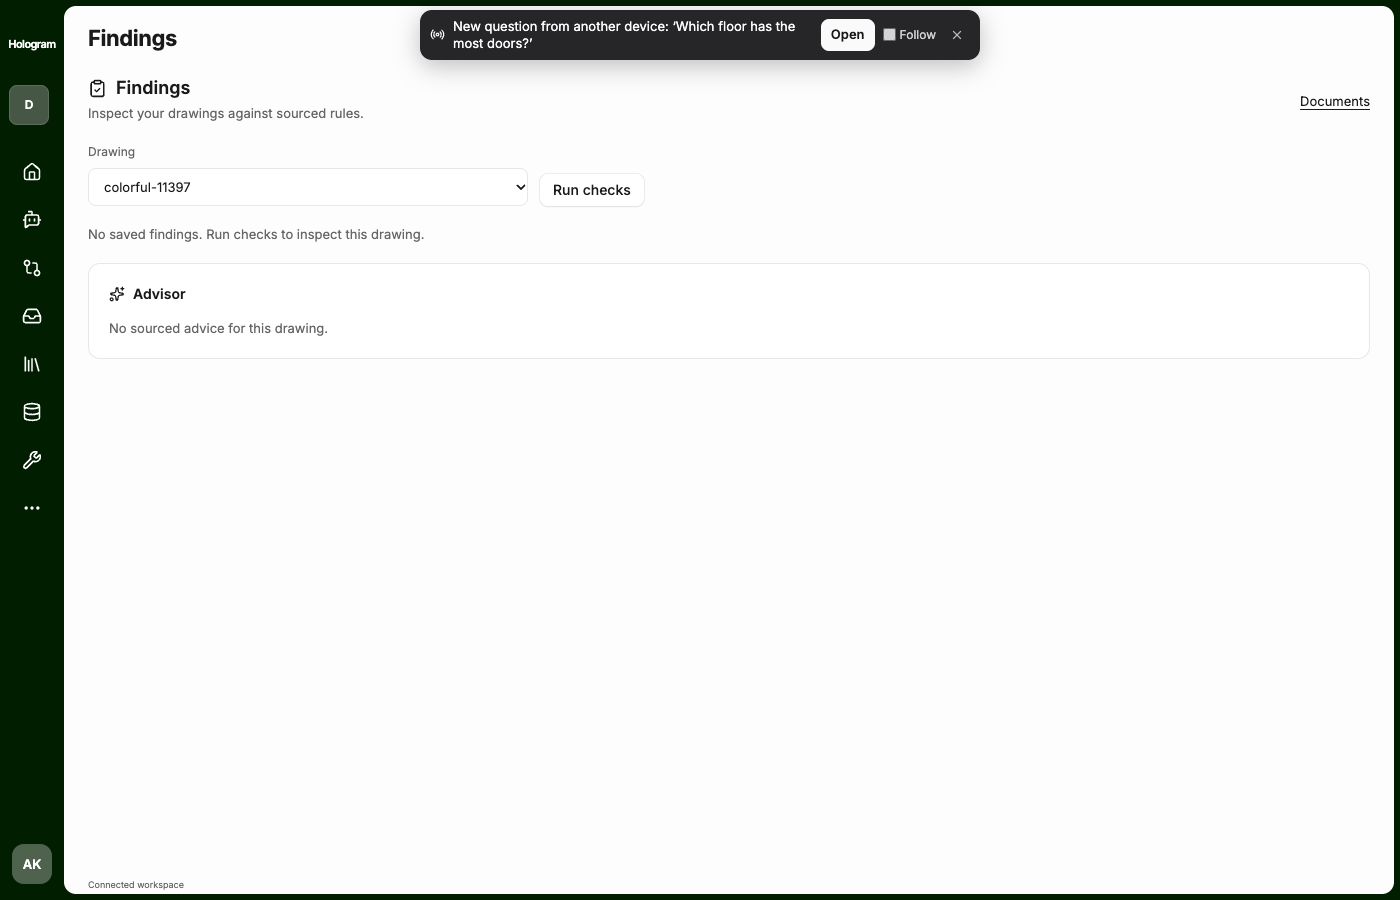 Hologram
D
AK
Findings
New question from another device: ‘Which floor has the
most doors?’
Open
Follow
Findings
Inspect your drawings against sourced rules.
Documents
Drawing
colorful-11397
Run checks
No saved findings. Run checks to inspect this drawing.
Advisor
No sourced advice for this drawing.
Connected workspace